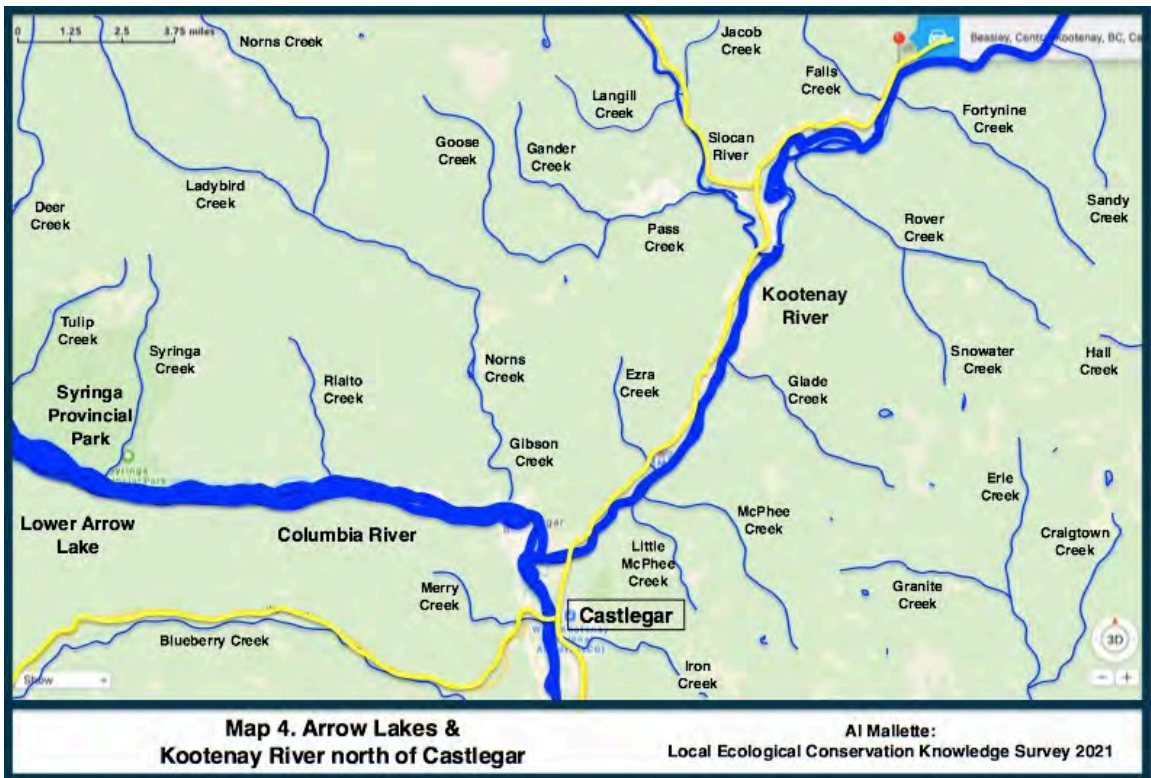 0 1.25 2.5 3.75 miles
Norns Creek
Jacob
Creek
Beasley, Central Kootenay, BC, Ca
Falls
Creek
Langill
Creek
Fortynine
Creek
Goose
Creek
Gander
Creek
Slocan
River
Ladybird
Creek
Deer
Creek
Sandy
Creek
Pass
Creek
Rover
Creek
Kootenay
River
Tulip
Creek
Syringa
Creek
Norns
Creek
Snowater
Creek
Hall
Creek
Rialto
Creek
Ezra
Creek
Glade
Creek
Syringa
Provincial
Park
Gibson
Creek
Erie
Creek
McPhee
Creek
Lower Arrow
Lake
Columbia River
Craigtown
Creek
Little
McPhee
Creek
Merry
Creek
Granite
Creek
Castlegar
Blueberry Creek
3D
Iron
Creek
Show
− +
Map 4. Arrow Lakes &
Kootenay River north of Castlegar
Al Mallette:
Local Ecological Conservation Knowledge Survey 2021